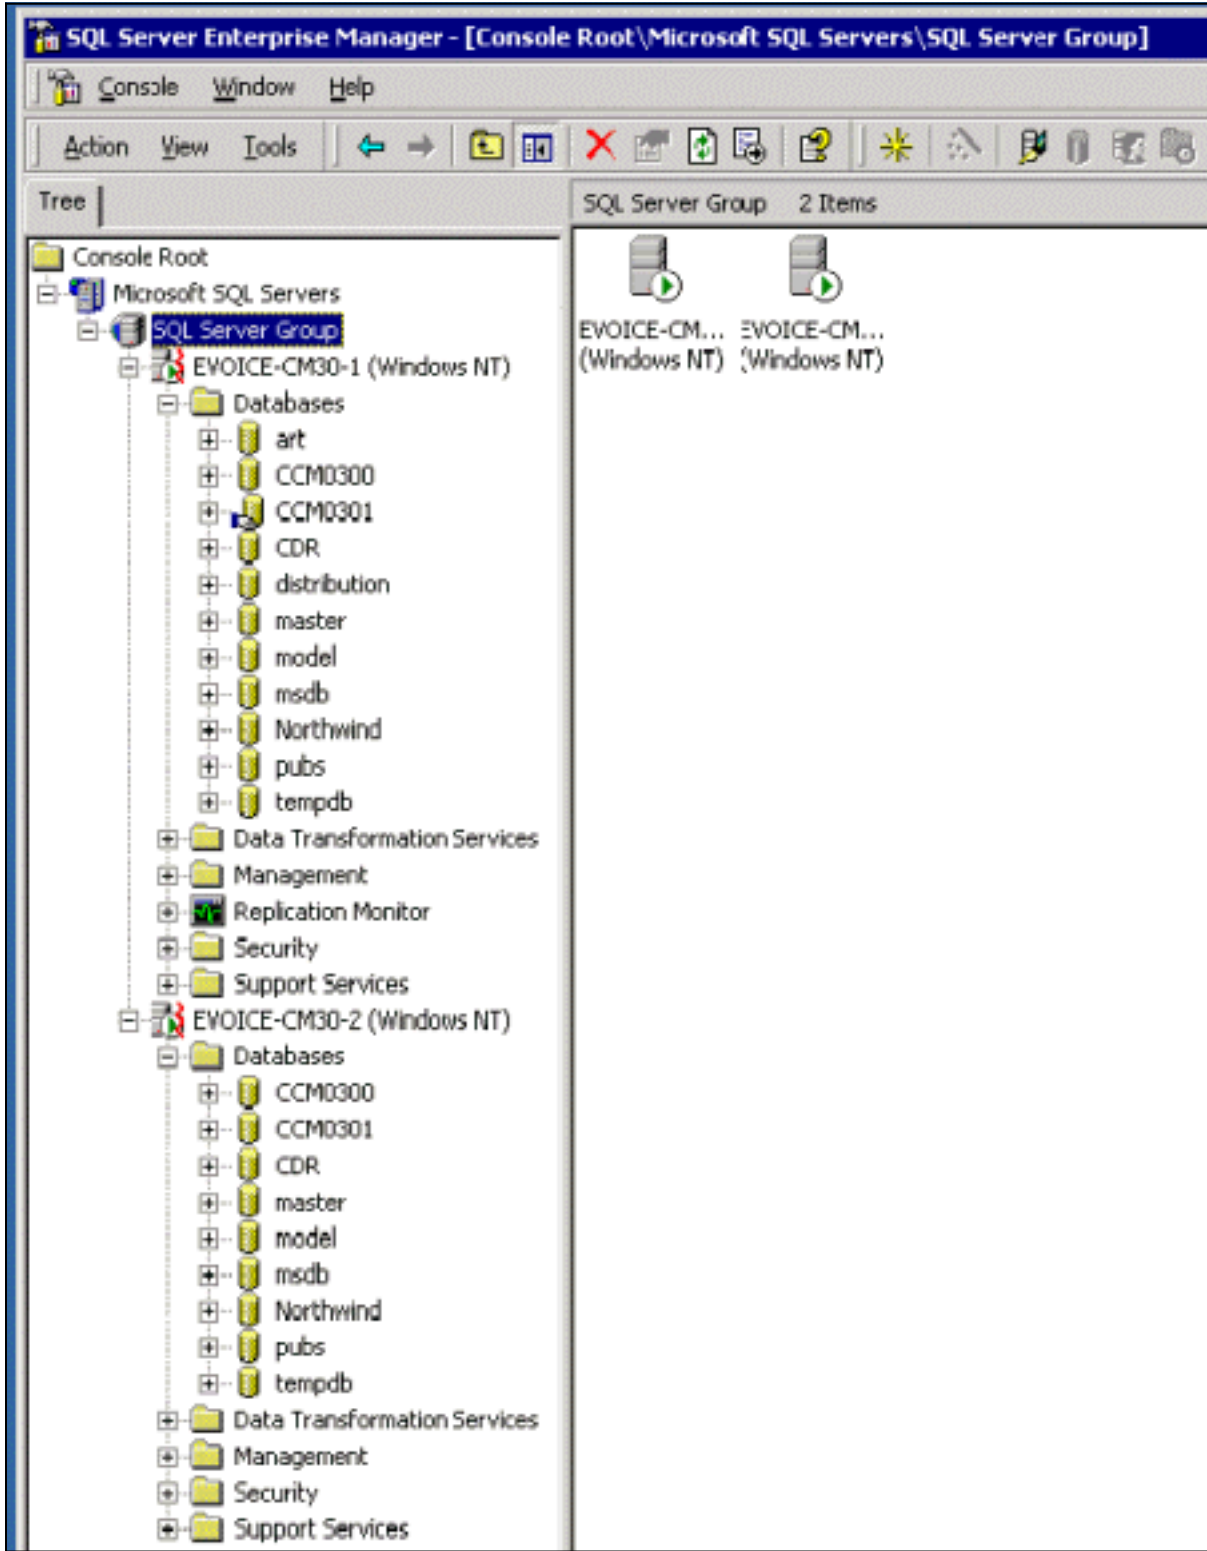 SQL Server Enterprise Manager - [Console Root\Microsoft SQL Servers\SQL Server Group]
Console Window Help
Action View Tools
Tree
SQL Server Group 2 Items
Console Root
Microsoft SQL Servers
SQL Server Group
EVOICE-CM30-1 (Windows NT)
Databases
art
CCM0300
CCM0301
CDR
distribution
master
model
msdb
Northwind
pubs
tempdb
Data Transformation Services
Management
Replication Monitor
Security
Support Services
EVOICE-CM30-2 (Windows NT)
Databases
CCM0300
CCM0301
CDR
master
model
msdb
Northwind
pubs
tempdb
Data Transformation Services
Management
Security
Support Services
EVOICE-CM... EVOICE-CM...
(Windows NT) (Windows NT)